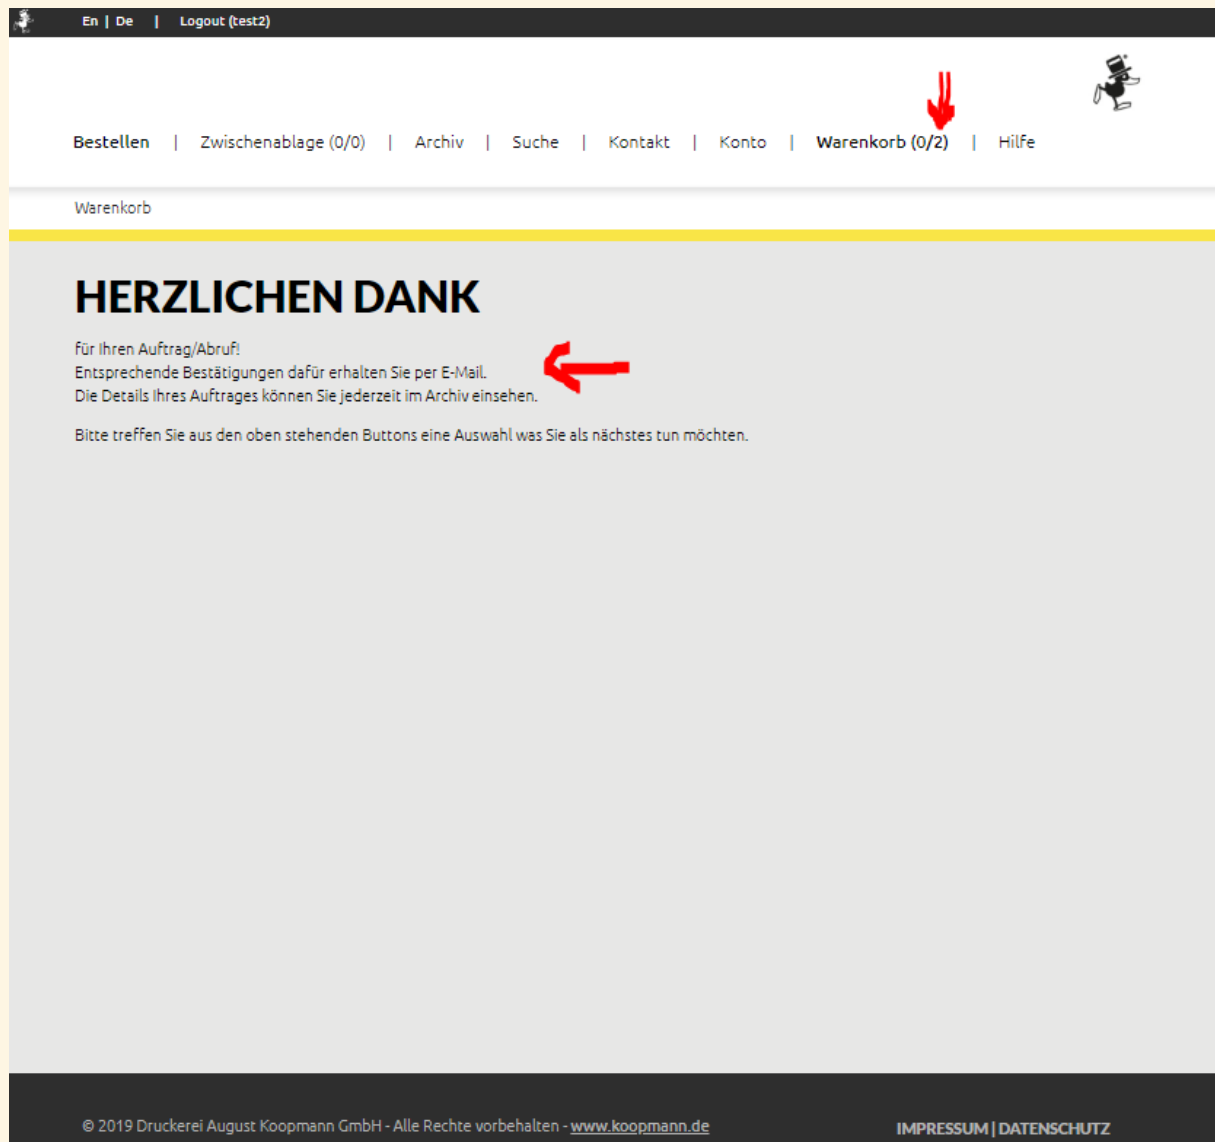 En | De | Logout (test2)
Bestellen | Zwischenablage (0/0) | Archiv | Suche | Kontakt | Konto | Warenkorb (0/2) | Hilfe
Warenkorb
HERZLICHEN DANK
für Ihren Auftrag/Abruf!
Entsprechende Bestätigungen dafür erhalten Sie per E-Mail.
Die Details Ihres Auftrages können Sie jederzeit im Archiv einsehen.
Bitte treffen Sie aus den oben stehenden Buttons eine Auswahl was Sie als nächstes tun möchten.
© 2019 Druckerei August Koopmann GmbH - Alle Rechte vorbehalten - www.koopmann.de
IMPRESSUM | DATENSCHUTZ